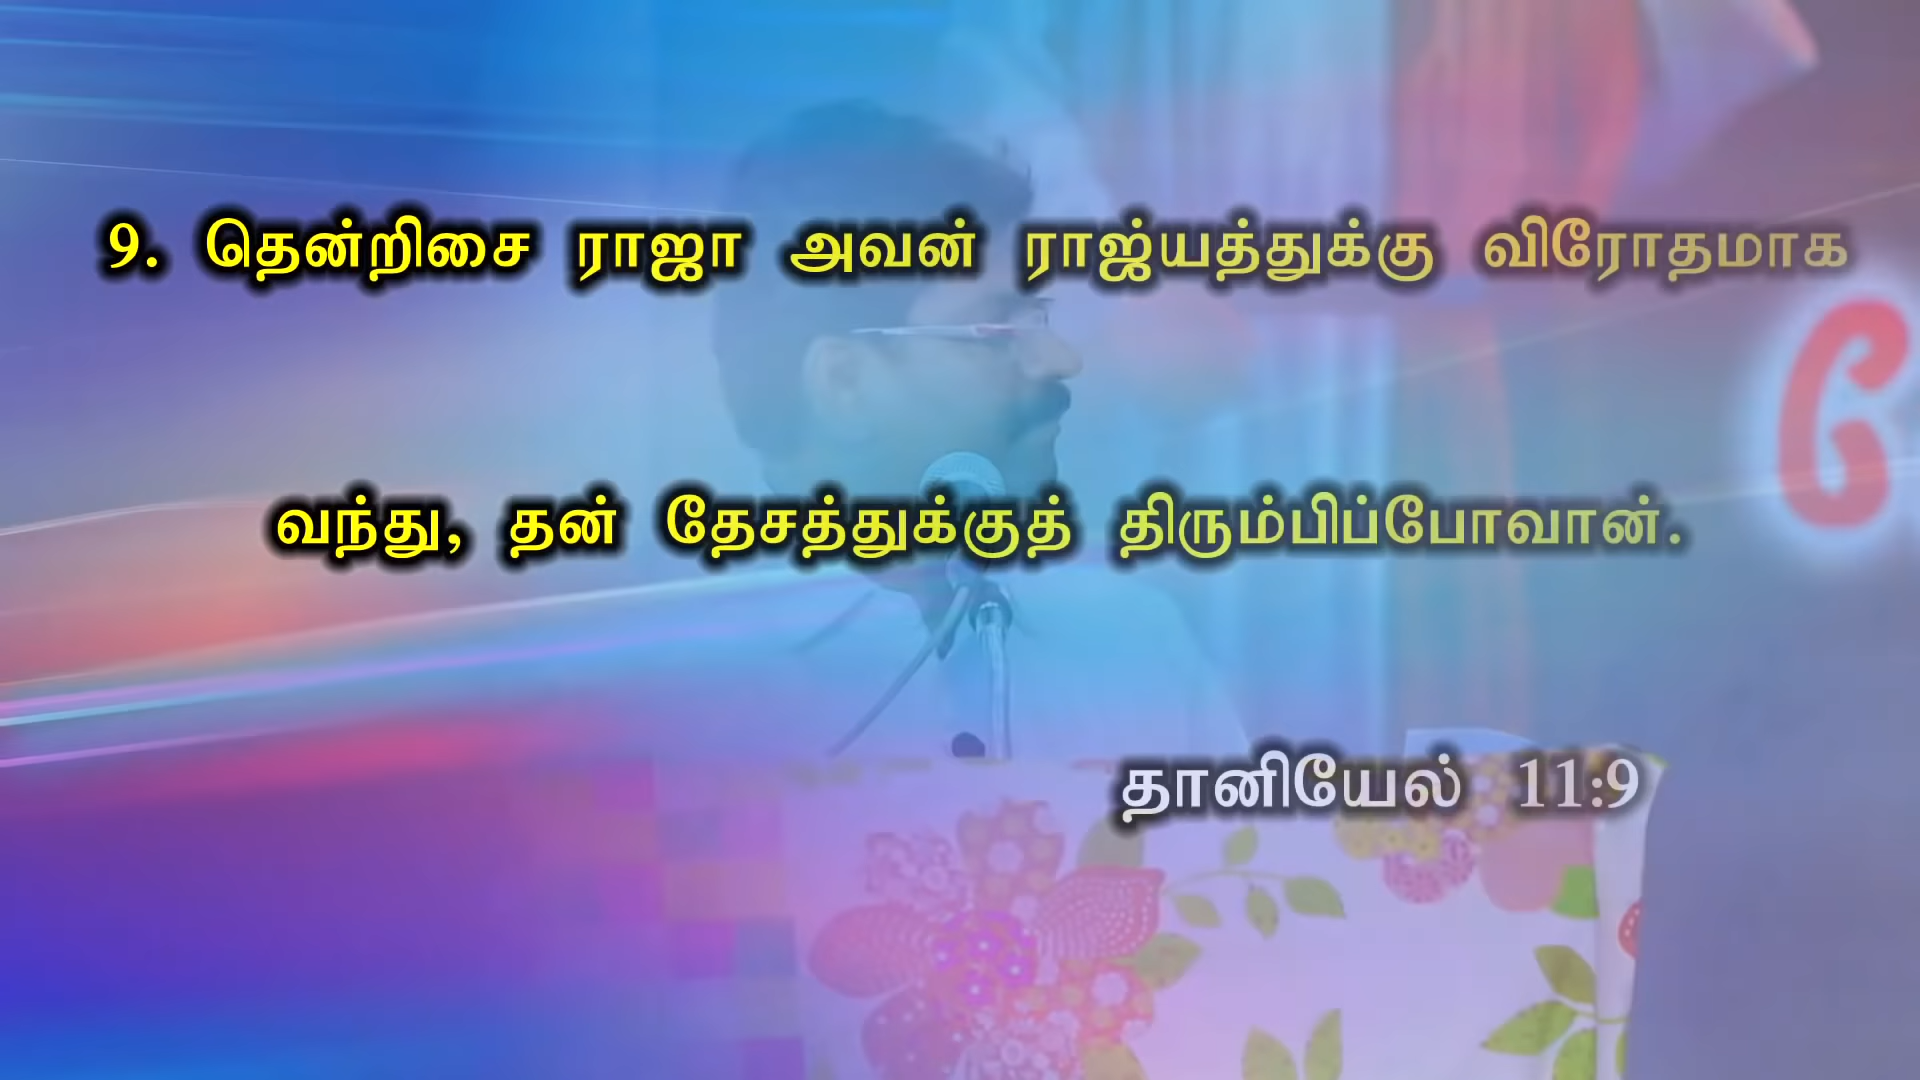 9. தென்றிசை ராஜா அவன் ராஜ்யத்துக்கு விரோதமாக
வந்து, தன் தேசத்துக்குத் திரும்பிப்போவான்.
தானியேல் 11:9